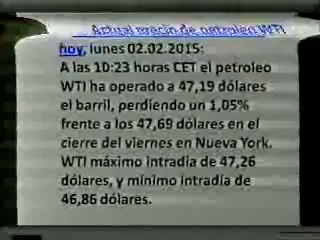 Actual precio de petroleo WTI
hoy, lunes 02.02.2015:
A las 10:23 horas CET el petroleo
WTI ha operado a 47,19 dólares
el barril, perdiendo un 1,05%
frente a los 47,69 dólares en el
cierre del viernes en Nueva York.
WTI máximo intradía de 47,26
dólares, y mínimo intradía de
46,86 dólares.